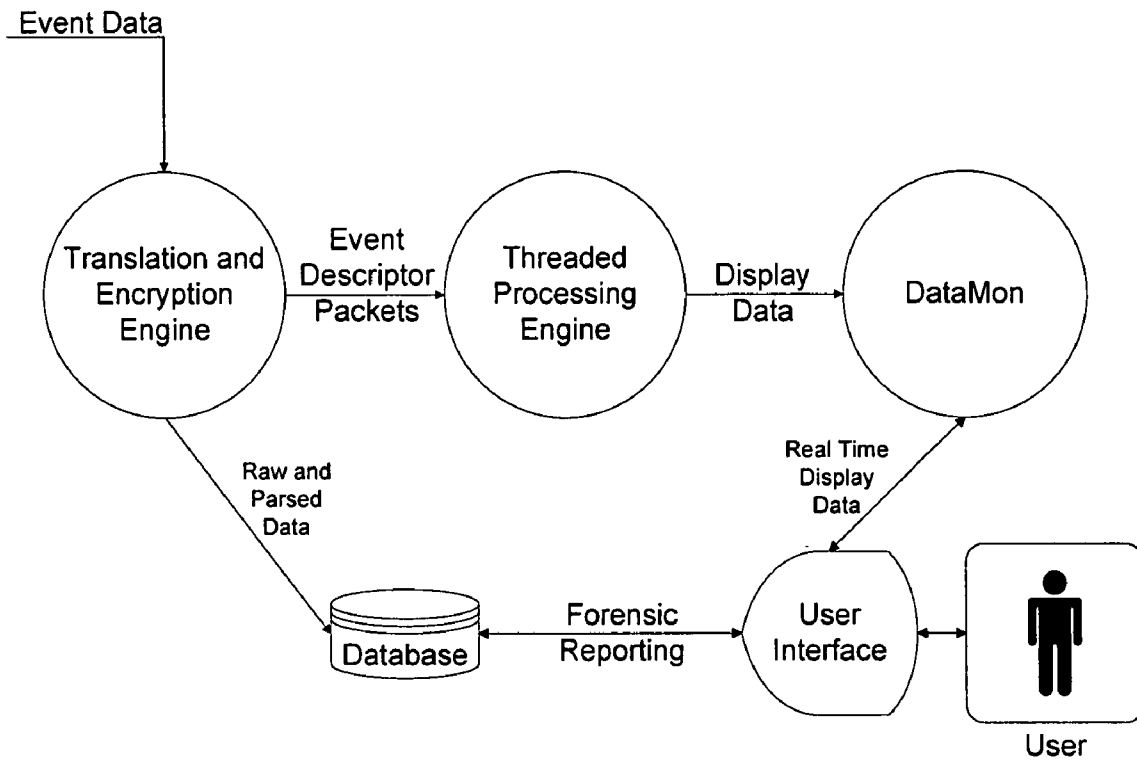 Event Data
Translation and
Encryption
Engine
Event
Descriptor
Packets
Threaded
Processing
Engine
Display
Data
DataMon
Raw and
Parsed
Data
Real Time
Display
Data
Database
Forensic
Reporting
User
Interface
User